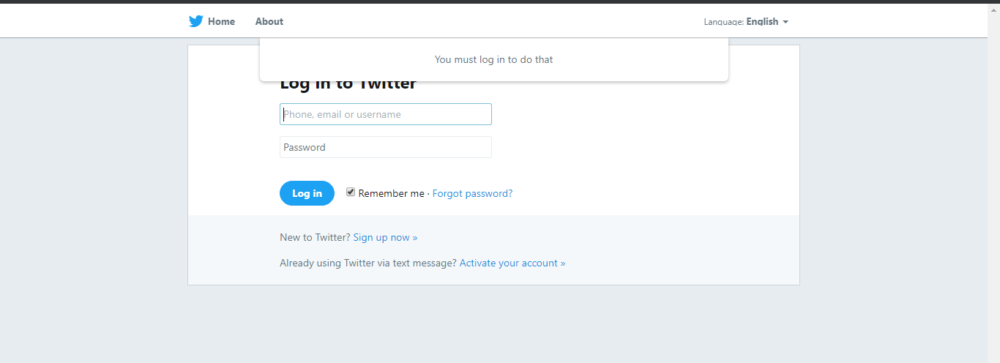 Home About Language: English
You must log in to do that
Log in to Twitter
Phone, email or username
Password
Log in Remember me · Forgot password?
New to Twitter? Sign up now »
Already using Twitter via text message? Activate your account »